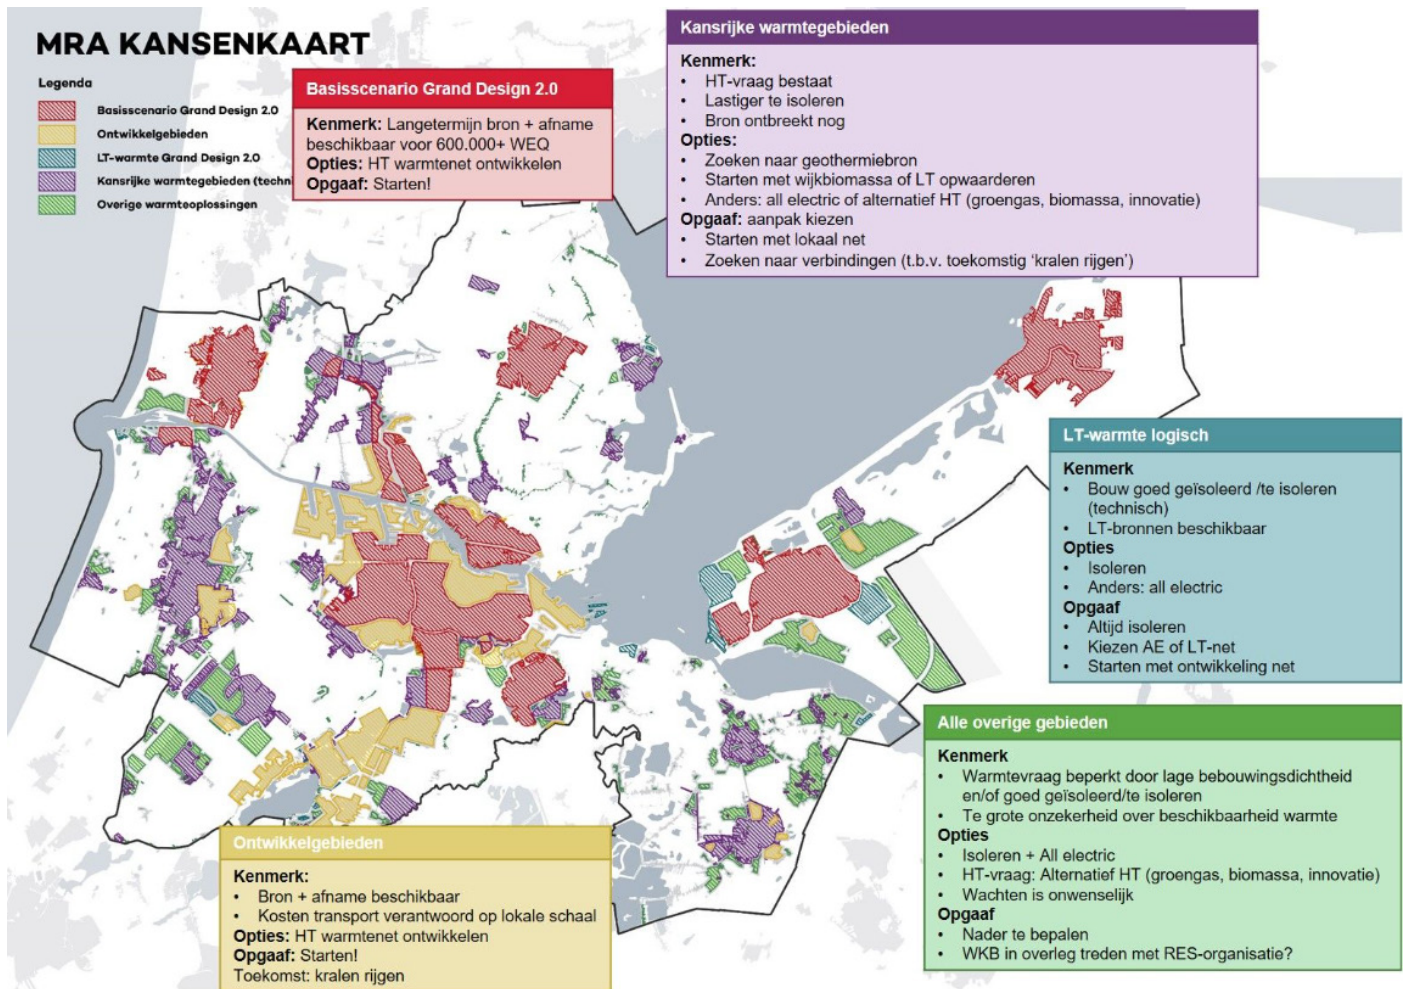 MRA KANSENKAART
Legenda
Basisscenario Grand Design 2.0
Ontwikkelgebieden
LT-warmte Grand Design 2.0
Kansrijke warmtegebieden (techni
Overige warmteoplossingen
Basisscenario Grand Design 2.0
Kenmerk: Langetermijn bron + afname
beschikbaar voor 600.000+ WEQ
Opties: HT warmtenet ontwikkelen
Opgaaf: Starten!
Kansrijke warmtegebieden
Kenmerk:
• HT-vraag bestaat
• Lastiger te isoleren
• Bron ontbreekt nog
Opties:
• Zoeken naar geothermiebron
• Starten met wijkbiomassa of LT opwaarderen
• Anders: all electric of alternatief HT (groengas, biomassa, innovatie)
Opgaaf: aanpak kiezen
• Starten met lokaal net
• Zoeken naar verbindingen (t.b.v. toekomstig ‘kralen rijgen’)
LT-warmte logisch
Kenmerk
• Bouw goed geïsoleerd /te isoleren
(technisch)
• LT-bronnen beschikbaar
Opties
• Isoleren
• Anders: all electric
Opgaaf
• Altijd isoleren
• Kiezen AE of LT-net
• Starten met ontwikkeling net
Alle overige gebieden
Kenmerk
• Warmtevraag beperkt door lage bebouwingsdichtheid
en/of goed geïsoleerd/te isoleren
• Te grote onzekerheid over beschikbaarheid warmte
Opties
• Isoleren + All electric
• HT-vraag: Alternatief HT (groengas, biomassa, innovatie)
• Wachten is onwenselijk
Opgaaf
• Nader te bepalen
• WKB in overleg treden met RES-organisatie?
Ontwikkelgebieden
Kenmerk:
• Bron + afname beschikbaar
• Kosten transport verantwoord op lokale schaal
Opties: HT warmtenet ontwikkelen
Opgaaf: Starten!
Toekomst: kralen rijgen